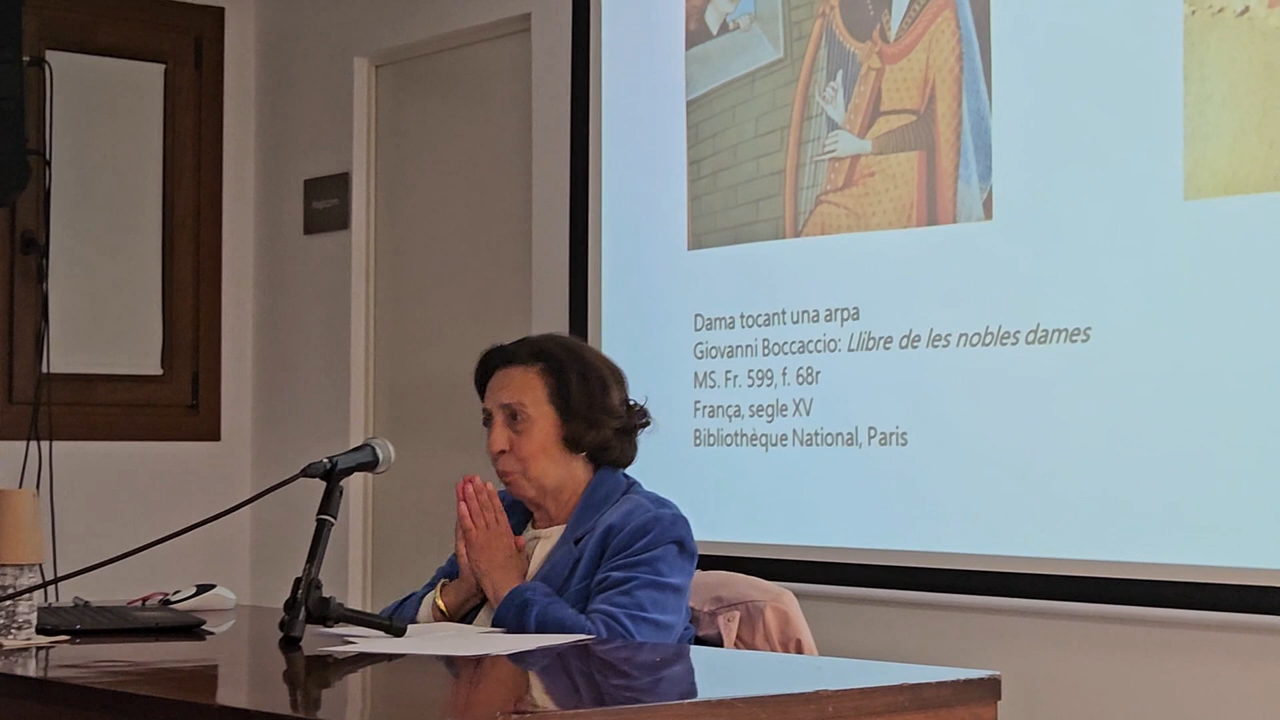 Dama tocant una arpa
Giovanni Boccaccio: Llibre de les nobles dames
MS. Fr. 599, f. 68r
França, segle XV
Bibliothèque National, Paris